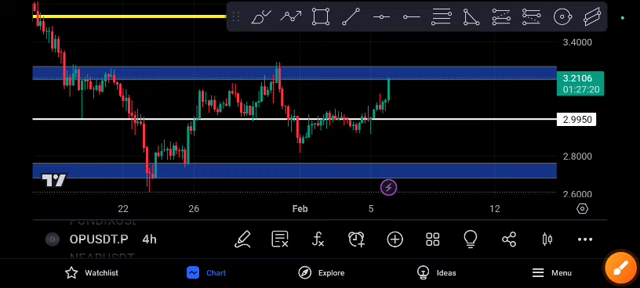 3.4000
3.2106
01:27:20
2.9950
2.8000
2.6000
22 26 Feb 5 12
OPUSDT.P 4h
Watchlist Chart Explore Ideas Menu